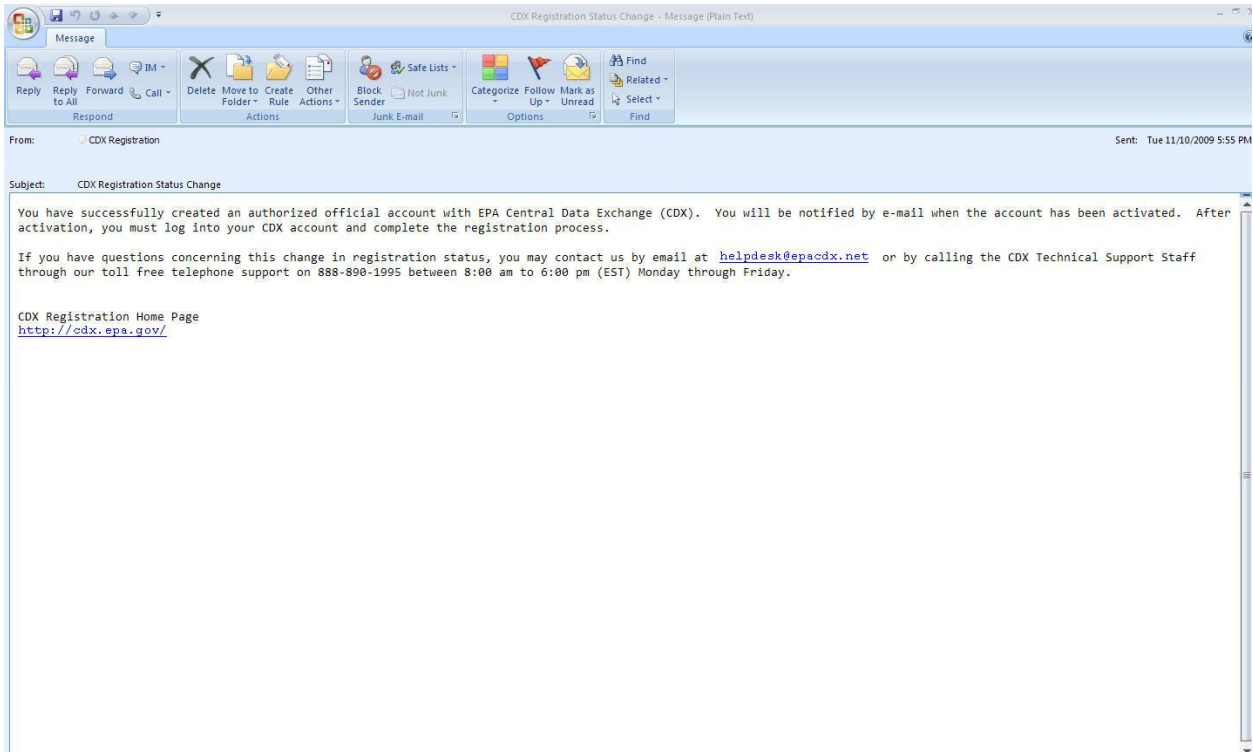 CDX Registration Status Change - Message (Plain Text)
Message
Reply
Reply to All
Forward
IM
Call
Respond
Delete
Move to Folder
Create Rule
Other Actions
Actions
Block Sender
Safe Lists
Not Junk
Junk E-mail
Categorize
Follow Up
Mark as Unread
Options
Find
Related
Select
Find
From: CDX Registration
Sent: Tue 11/10/2009 5:55 PM
Subject: CDX Registration Status Change
You have successfully created an authorized official account with EPA Central Data Exchange (CDX).  You will be notified by e-mail when the account has been activated.  After
activation, you must log into your CDX account and complete the registration process.
If you have questions concerning this change in registration status, you may contact us by email at helpdesk@epacdx.net or by calling the CDX Technical Support Staff
through our toll free telephone support on 888-890-1995 between 8:00 am to 6:00 pm (EST) Monday through Friday.
CDX Registration Home Page
http://cdx.epa.gov/